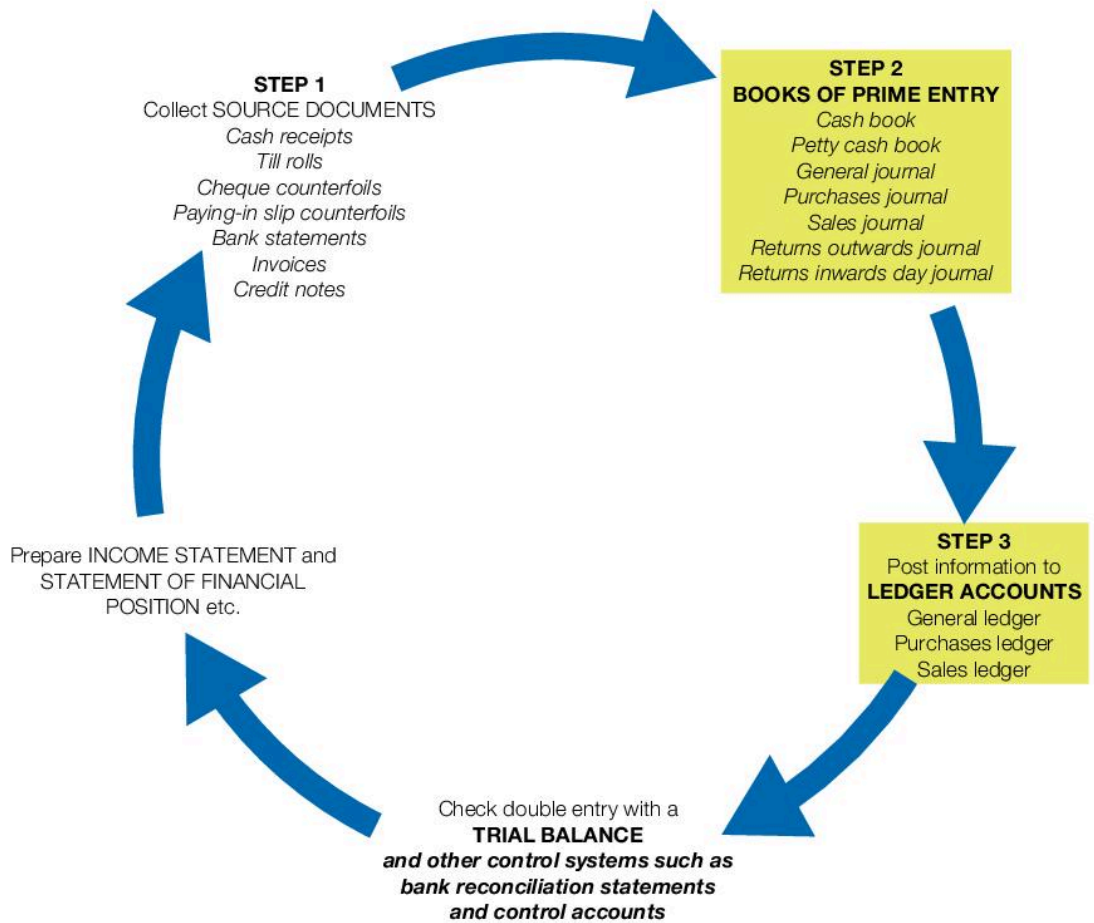 STEP 1
Collect SOURCE DOCUMENTS
Cash receipts
Till rolls
Cheque counterfoils
Paying-in slip counterfoils
Bank statements
Invoices
Credit notes
STEP 2
BOOKS OF PRIME ENTRY
Cash book
Petty cash book
General journal
Purchases journal
Sales journal
Returns outwards journal
Returns inwards day journal
STEP 3
Post information to
LEDGER ACCOUNTS
General ledger
Purchases ledger
Sales ledger
Check double entry with a
TRIAL BALANCE
and other control systems such as
bank reconciliation statements
and control accounts
Prepare INCOME STATEMENT and
STATEMENT OF FINANCIAL
POSITION etc.